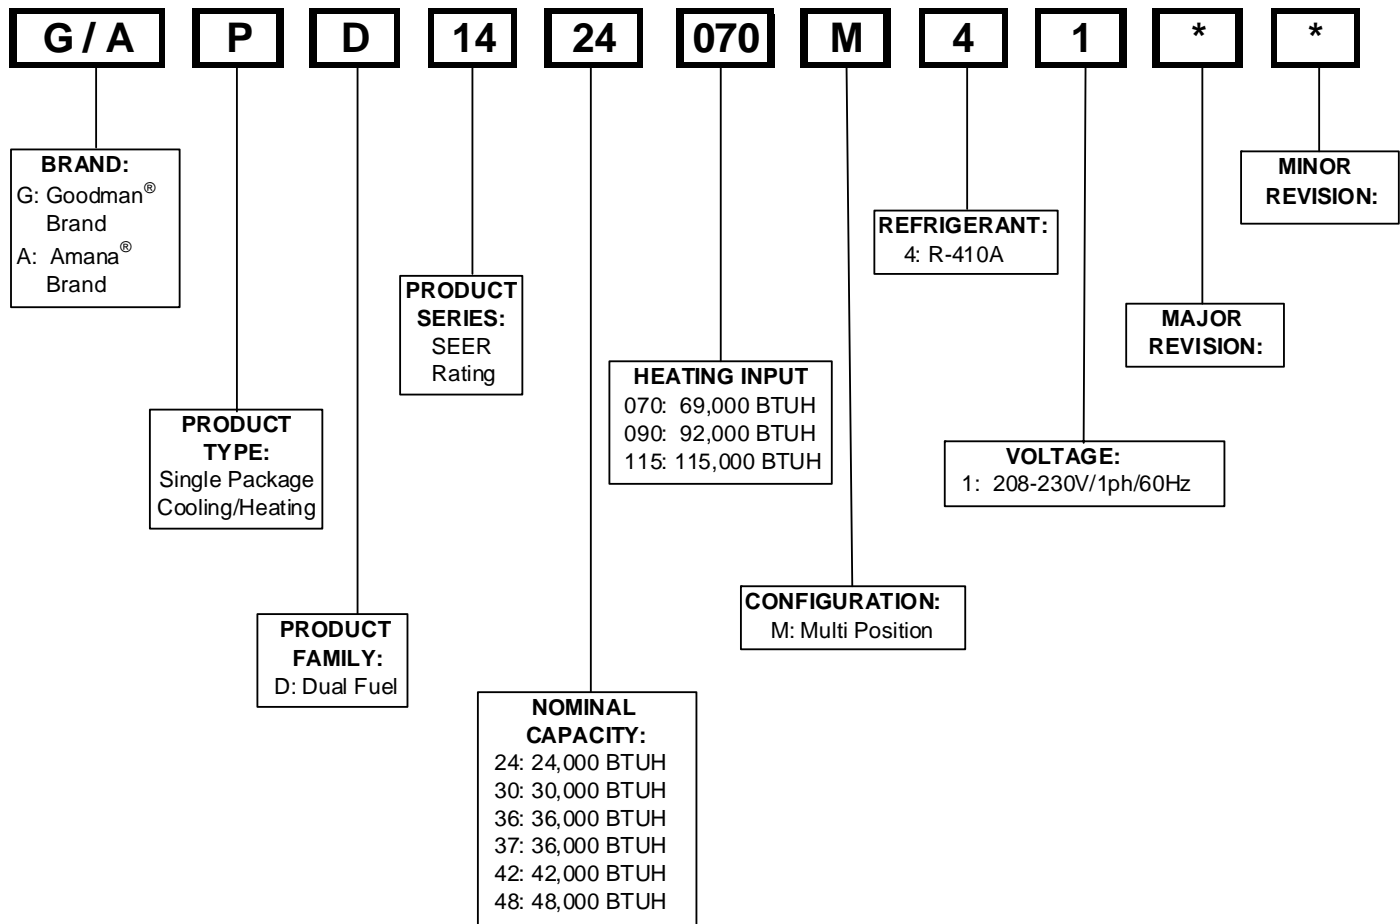 G / A P D 14 24 070 M 4 1 * *
BRAND:
G: Goodman®
Brand
A: Amana®
Brand
PRODUCT
TYPE:
Single Package
Cooling/Heating
PRODUCT
FAMILY:
D: Dual Fuel
PRODUCT
SERIES:
SEER
Rating
NOMINAL
CAPACITY:
24: 24,000 BTUH
30: 30,000 BTUH
36: 36,000 BTUH
37: 36,000 BTUH
42: 42,000 BTUH
48: 48,000 BTUH
HEATING INPUT
070: 69,000 BTUH
090: 92,000 BTUH
115: 115,000 BTUH
CONFIGURATION:
M: Multi Position
REFRIGERANT:
4: R-410A
VOLTAGE:
1: 208-230V/1ph/60Hz
MAJOR
REVISION:
MINOR
REVISION: